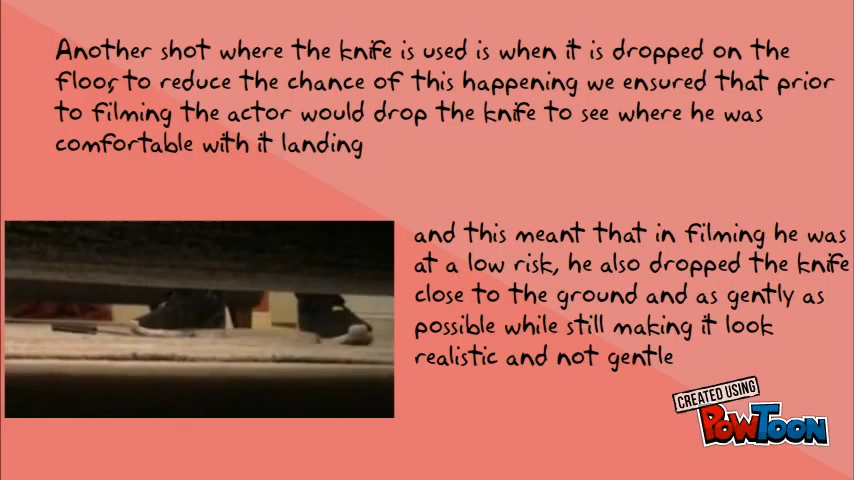 Another shot where the knife is used is when it is dropped on the
floor, to reduce the chance of this happening we ensured that prior
to filming the actor would drop the knife to see where he was
comfortable with it landing
and this meant that in filming he was
at a low risk, he also dropped the knife
close to the ground and as gently as
possible while still making it look
realistic and not gentle
CREATED USING
POWTOON